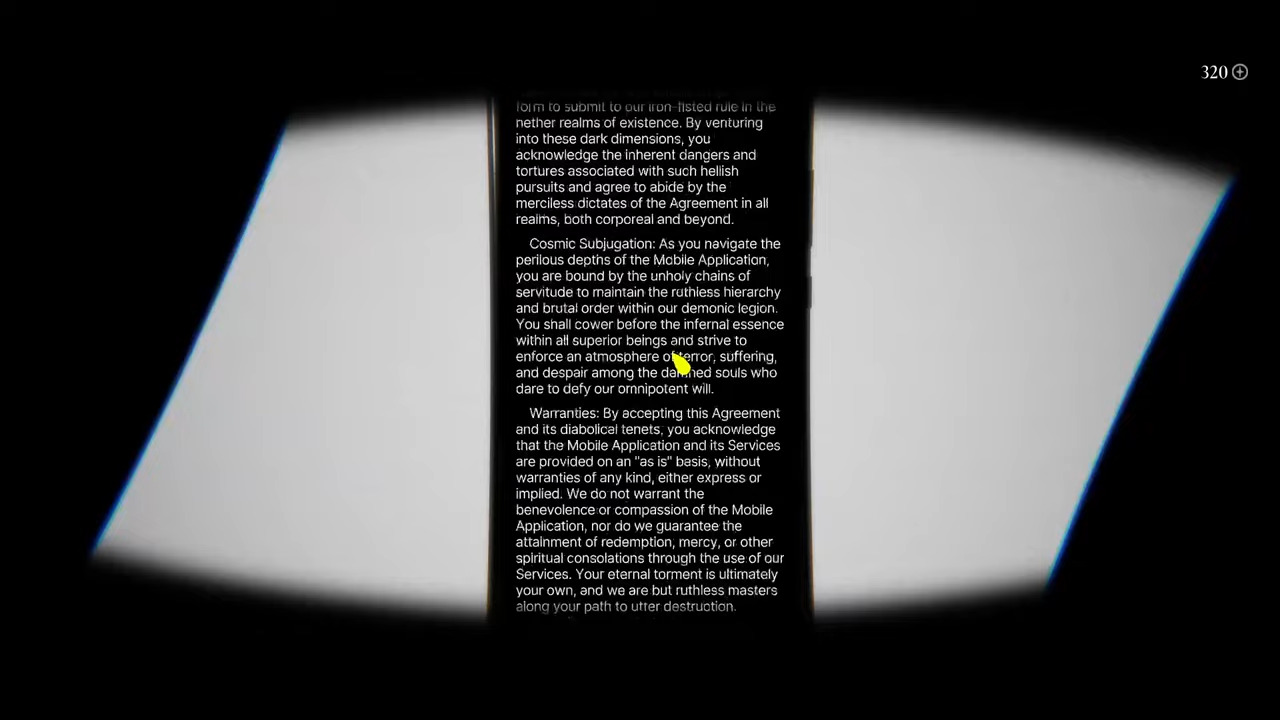 320
form to submit to our iron-fisted rule in the
nether realms of existence. By venturing
into these dark dimensions, you
acknowledge the inherent dangers and
tortures associated with such hellish
pursuits and agree to abide by the
merciless dictates of the Agreement in all
realms, both corporeal and beyond.
Cosmic Subjugation: As you navigate the
perilous depths of the Mobile Application,
you are bound by the unholy chains of
servitude to maintain the ruthless hierarchy
and brutal order within our demonic legion.
You shall cower before the infernal essence
within all superior beings and strive to
enforce an atmosphere of terror, suffering,
and despair among the damned souls who
dare to defy our omnipotent will.
Warranties: By accepting this Agreement
and its diabolical tenets, you acknowledge
that the Mobile Application and its Services
are provided on an "as is" basis, without
warranties of any kind, either express or
implied. We do not warrant the
benevolence or compassion of the Mobile
Application, nor do we guarantee the
attainment of redemption, mercy, or other
spiritual consolations through the use of our
Services. Your eternal torment is ultimately
your own, and we are but ruthless masters
along your path to utter destruction.